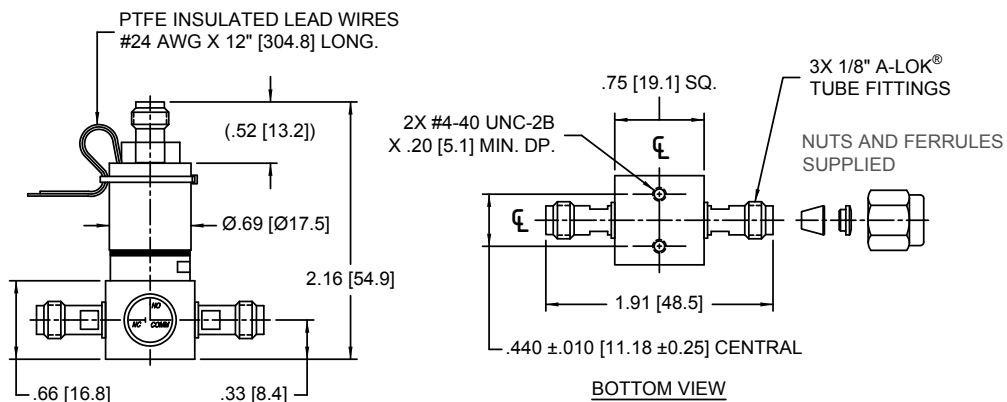 PTFE INSULATED LEAD WIRES
#24 AWG X 12" [304.8] LONG.
(.52 [13.2])
Ø.69 [Ø17.5]
2.16 [54.9]
NO
NC
COMM
.66 [16.8]
.33 [8.4]
.75 [19.1] SQ.
2X #4-40 UNC-2B
X .20 [5.1] MIN. DP.
℄
℄
3X 1/8" A-LOK®
TUBE FITTINGS
NUTS AND FERRULES
SUPPLIED
1.91 [48.5]
.440 ±.010 [11.18 ±0.25] CENTRAL
BOTTOM VIEW